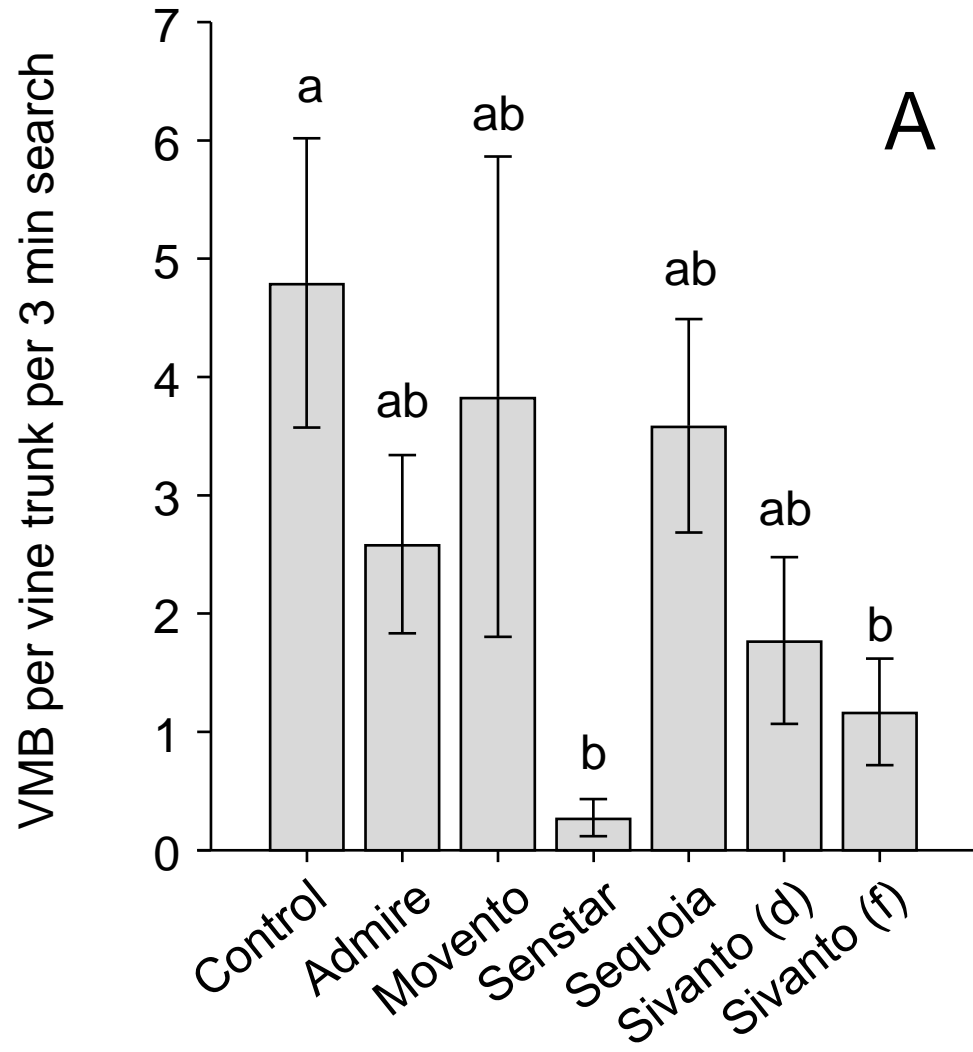 VMB per vine trunk per 3 min search
7
6
5
4
3
2
1
0
A
a
ab
ab
b
ab
ab
b
Control
Admire
Movento
Senstar
Sequoia
Sivanto (d)
Sivanto (f)